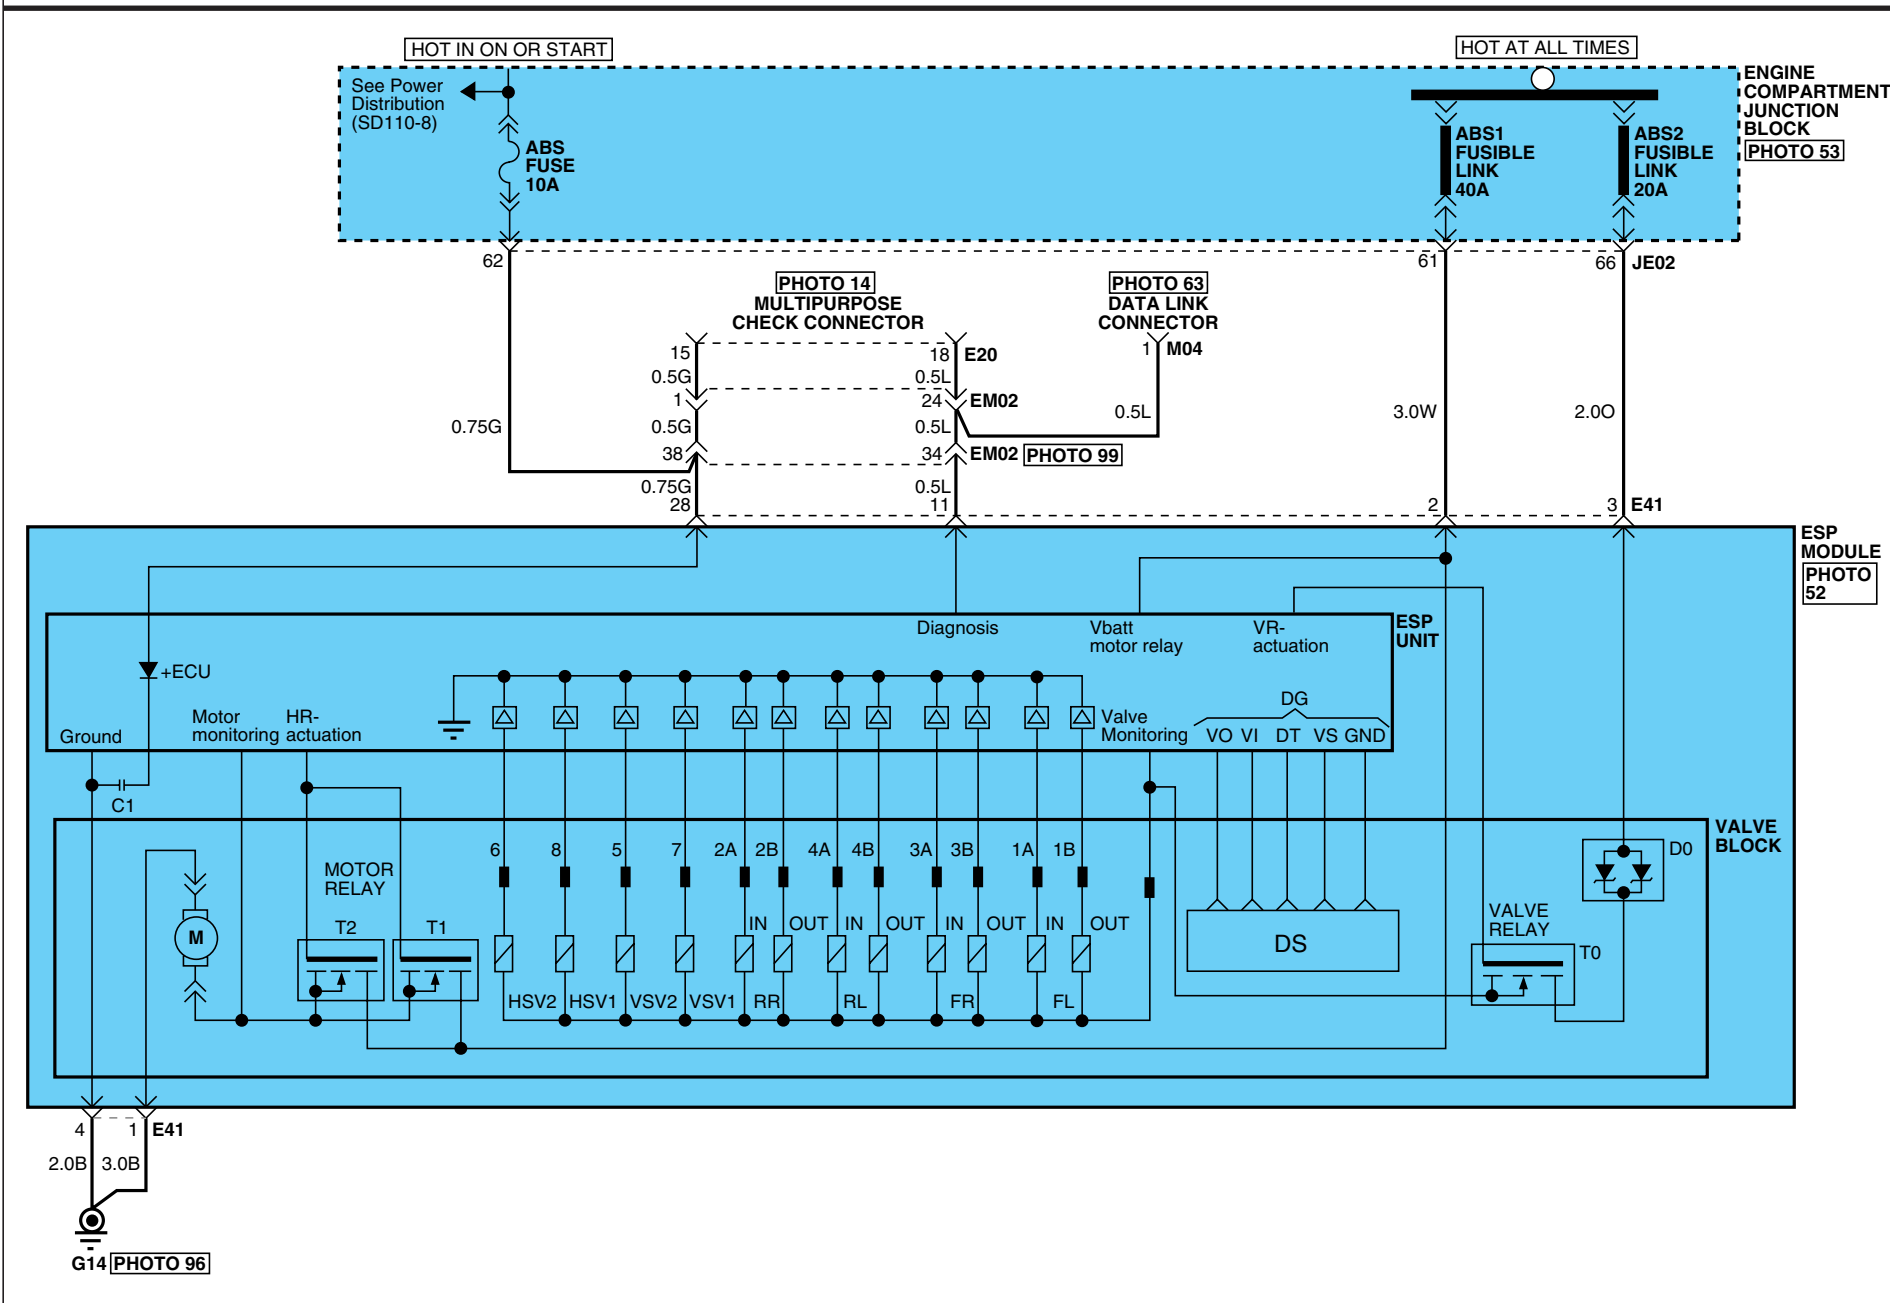 HOT IN ON OR START
HOT AT ALL TIMES
See Power
Distribution
(SD110-8)
ABS
FUSE
10A
ABS1
FUSIBLE
LINK
40A
ABS2
FUSIBLE
LINK
20A
ENGINE
COMPARTMENT
JUNCTION
BLOCK
PHOTO 53
62
61
66 JE02
PHOTO 14
MULTIPURPOSE
CHECK CONNECTOR
PHOTO 63
DATA LINK
CONNECTOR
15
18 E20
1 M04
0.5G
0.5L
1
24 EM02
0.75G
0.5G
0.5L
0.5L
3.0W
2.0O
38
34 EM02 PHOTO 99
0.75G
0.5L
28
11
2
3 E41
ESP
MODULE
PHOTO
52
Diagnosis
Vbatt
motor relay
VR-
actuation
ESP
UNIT
+ECU
Ground
Motor
monitoring
HR-
actuation
Valve
Monitoring
DG
VO VI DT VS GND
C1
VALVE
BLOCK
6 8 5 7 2A 2B 4A 4B 3A 3B 1A 1B
D0
MOTOR
RELAY
M
T2
T1
IN OUT IN OUT IN OUT IN OUT
DS
VALVE
RELAY
T0
HSV2 HSV1 VSV2 VSV1 RR RL FR FL
4
1 E41
2.0B 3.0B
G14 PHOTO 96